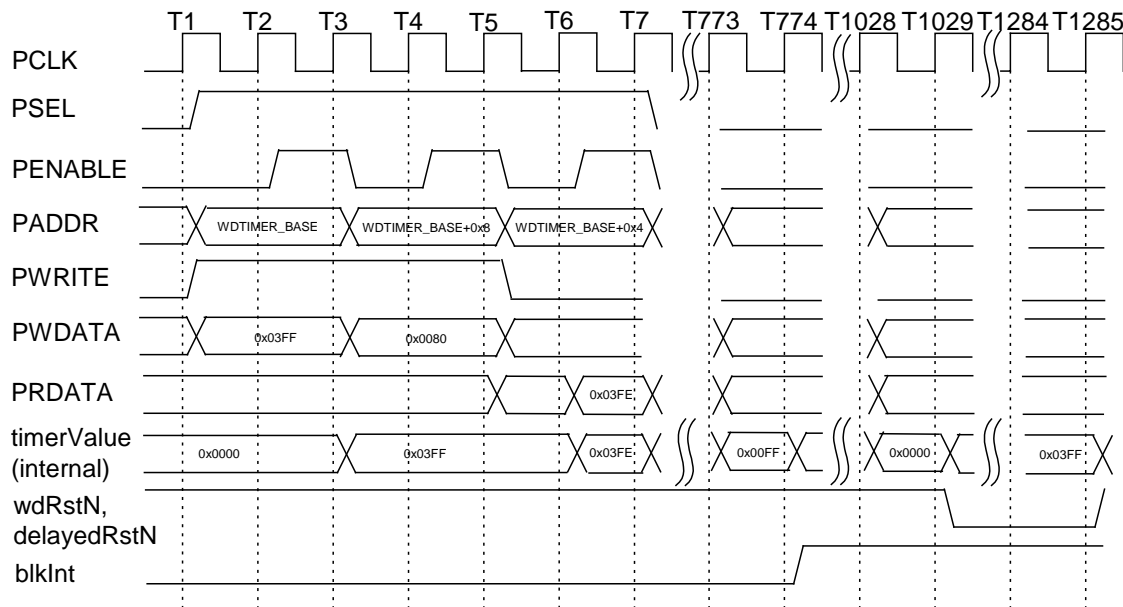 T1 T2 T3 T4 T5 T6 T7 T773 T774 T1028 T1029 T1284 T1285
PCLK
PSEL
PENABLE
PADDR WDTIMER_BASE WDTIMER_BASE+0x8 WDTIMER_BASE+0x4
PWRITE
PWDATA 0x03FF 0x0080
PRDATA 0x03FE
timerValue
(internal) 0x0000 0x03FF 0x03FE 0x00FF 0x0000 0x03FF
wdRstN,
delayedRstN
blkInt